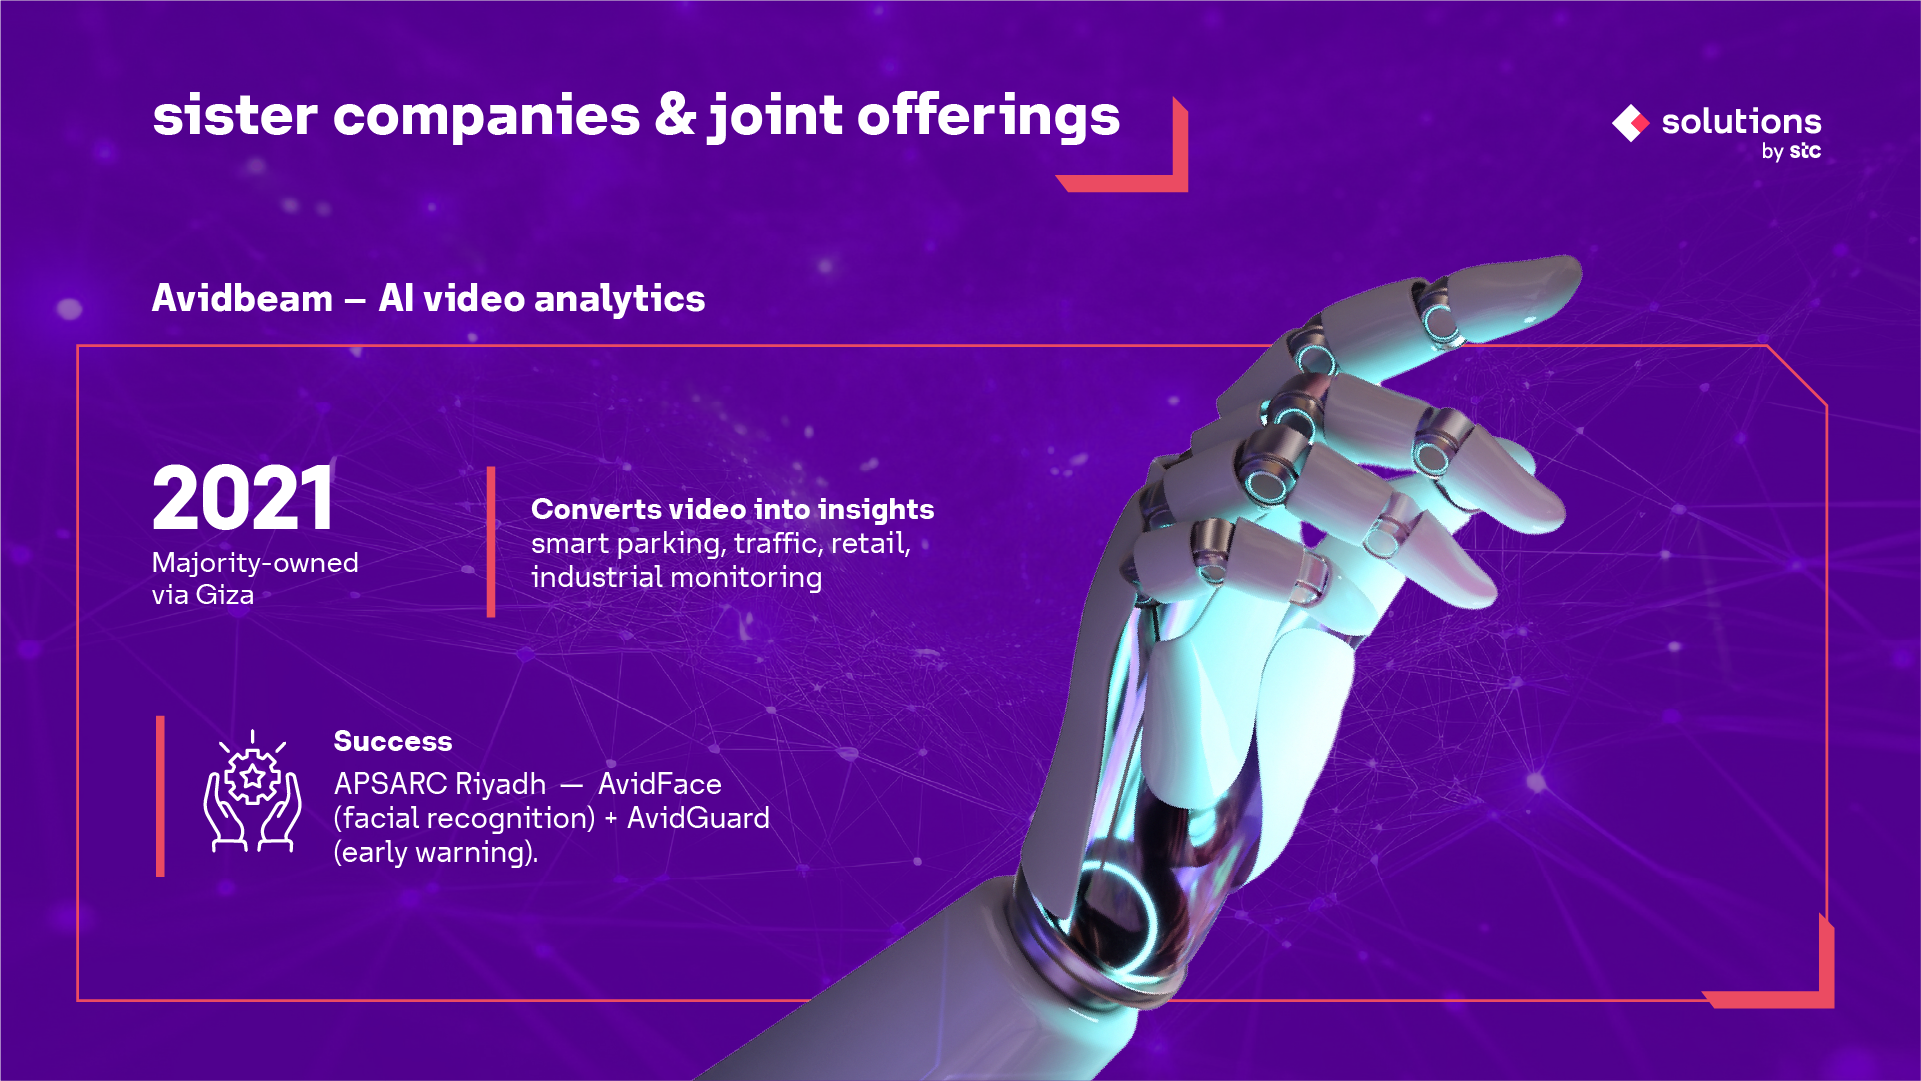 sister companies & joint offerings
solutions
by stc
Avidbeam – AI video analytics
2021
Majority-owned
via Giza
Converts video into insights
smart parking, traffic, retail,
industrial monitoring
Success
APSARC Riyadh — AvidFace
(facial recognition) + AvidGuard
(early warning).